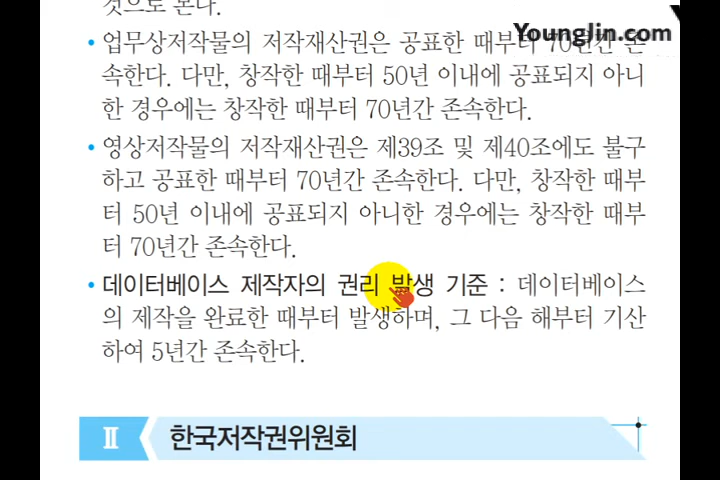 것으로 본다.
Younglin.com
• 업무상저작물의 저작재산권은 공표한 때부터 70년간 존
속한다. 다만, 창작한 때부터 50년 이내에 공표되지 아니
한 경우에는 창작한 때부터 70년간 존속한다.
• 영상저작물의 저작재산권은 제39조 및 제40조에도 불구
하고 공표한 때부터 70년간 존속한다. 다만, 창작한 때부
터 50년 이내에 공표되지 아니한 경우에는 창작한 때부
터 70년간 존속한다.
• 데이터베이스 제작자의 권리 발생 기준 : 데이터베이스
의 제작을 완료한 때부터 발생하며, 그 다음 해부터 기산
하여 5년간 존속한다.
Ⅱ 한국저작권위원회